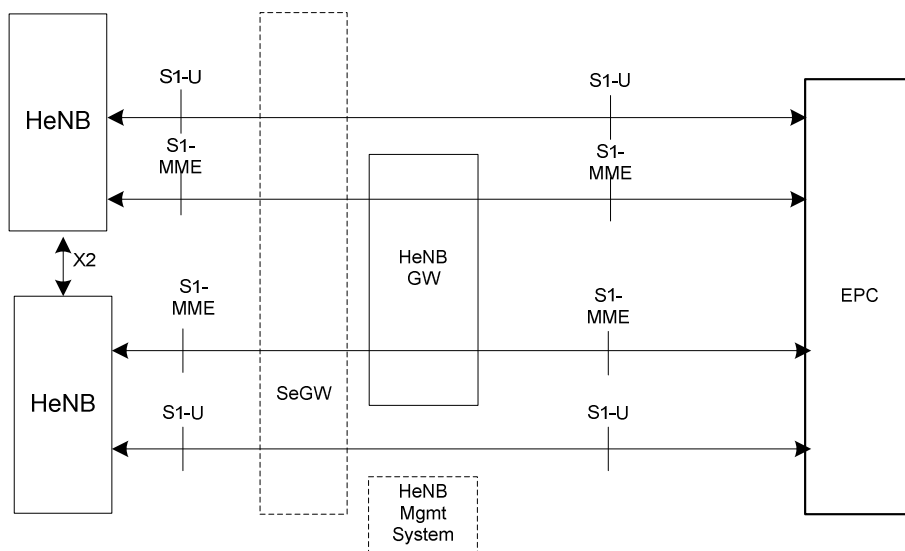 S1-U
S1-U
HeNB
S1-
MME
S1-
MME
HeNB
GW
X2
S1-
MME
S1-
MME
EPC
HeNB
SeGW
S1-U
S1-U
HeNB
Mgmt
System